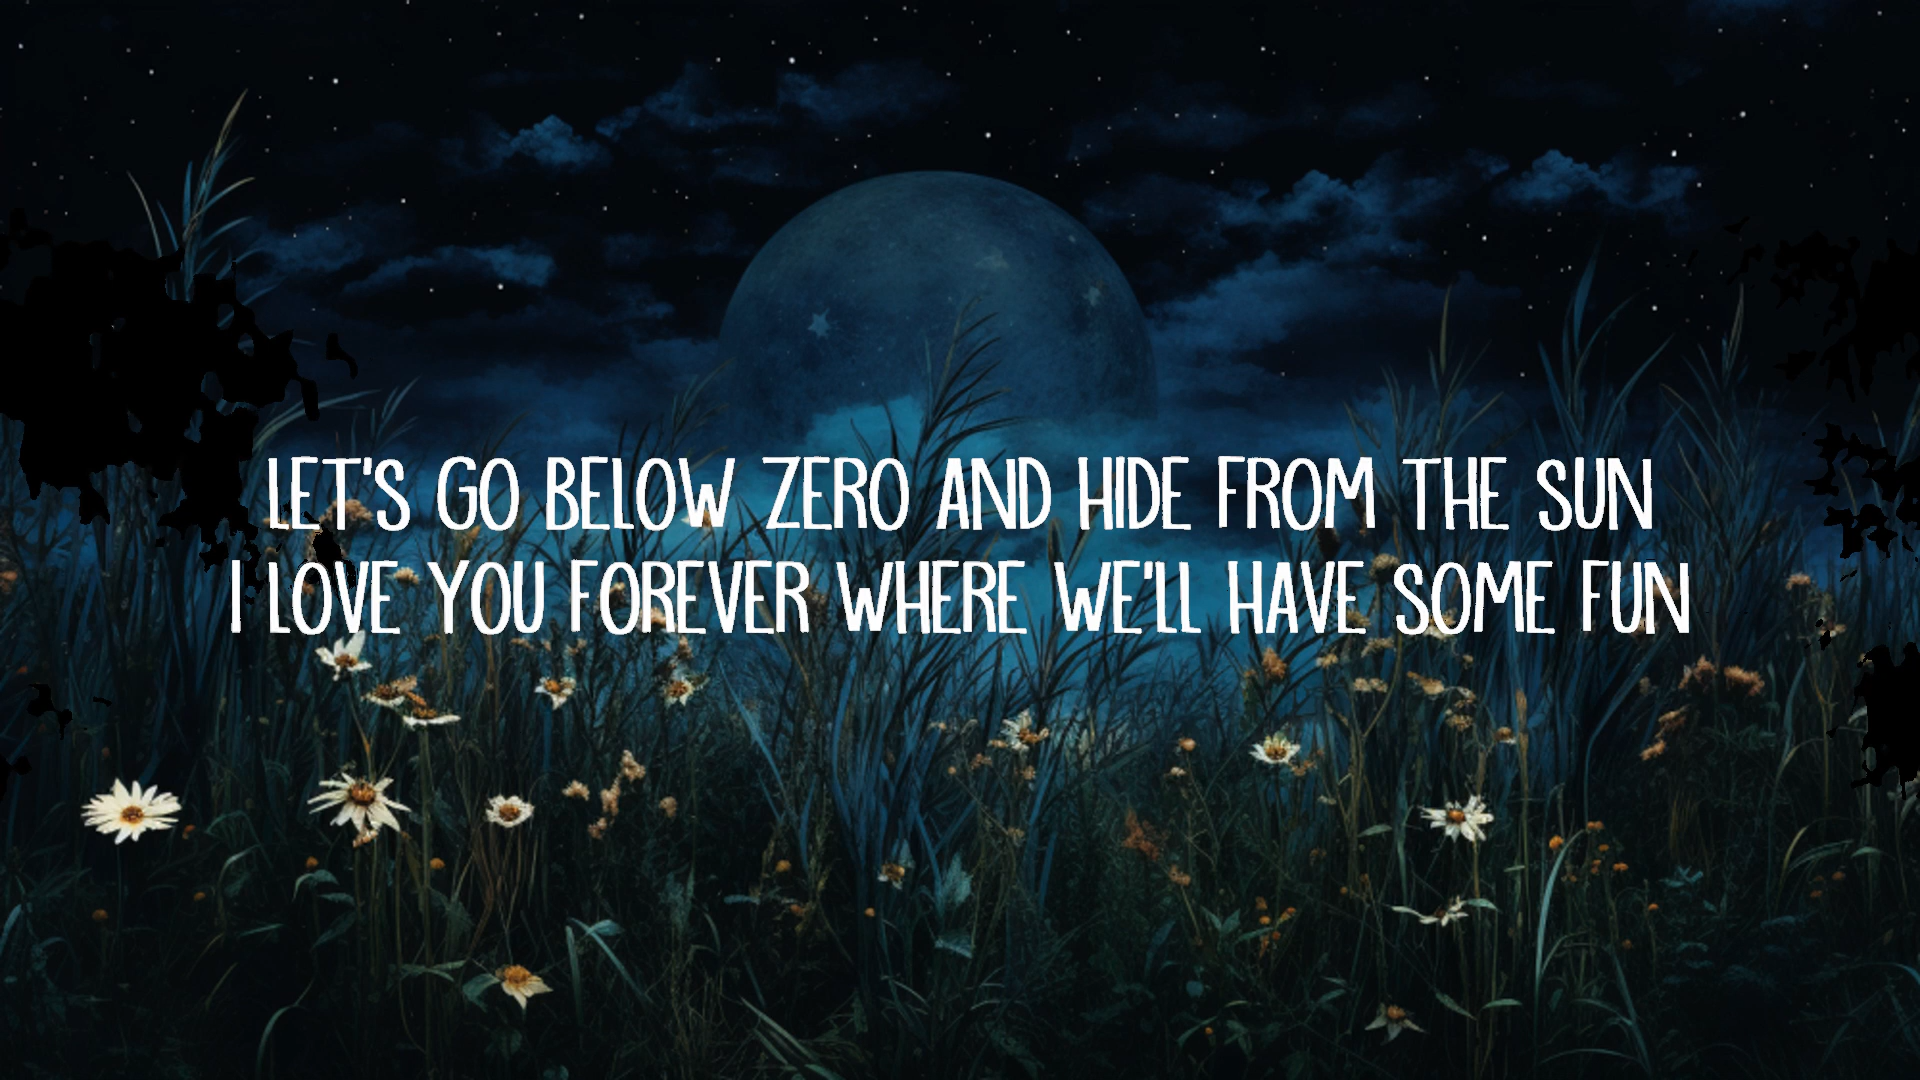 LET'S GO BELOW ZERO AND HIDE FROM THE SUN
I LOVE YOU FOREVER WHERE WE'LL HAVE SOME FUN